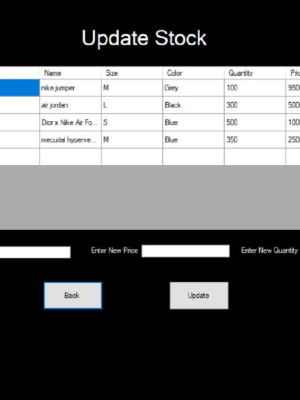 Update Stock
Name Size Color Quantity Pric
nike jumper M Grey 100 950
air jordan L Black 300 500
Dior x Nike Air Fo... S Blue 500 100
mecurial hyperve... M Blue 350 250
Enter New Price Enter New Quantity
Back Update